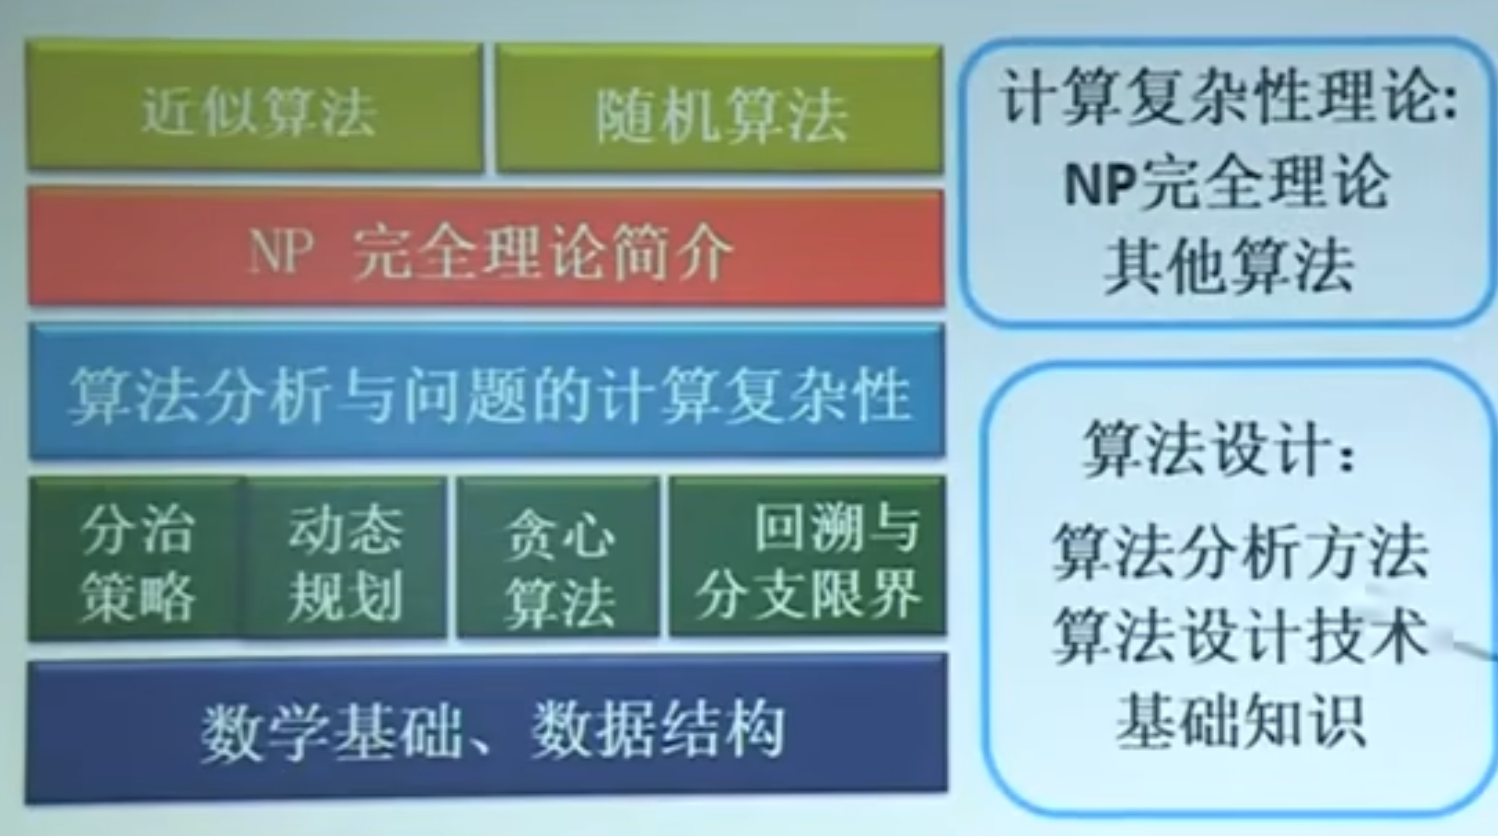 近似算法
随机算法
NP 完全理论简介
算法分析与问题的计算复杂性
分治
策略
动态
规划
贪心
算法
回溯与
分支限界
数学基础、数据结构
计算复杂性理论:
NP完全理论
其他算法
算法设计：
算法分析方法
算法设计技术
基础知识